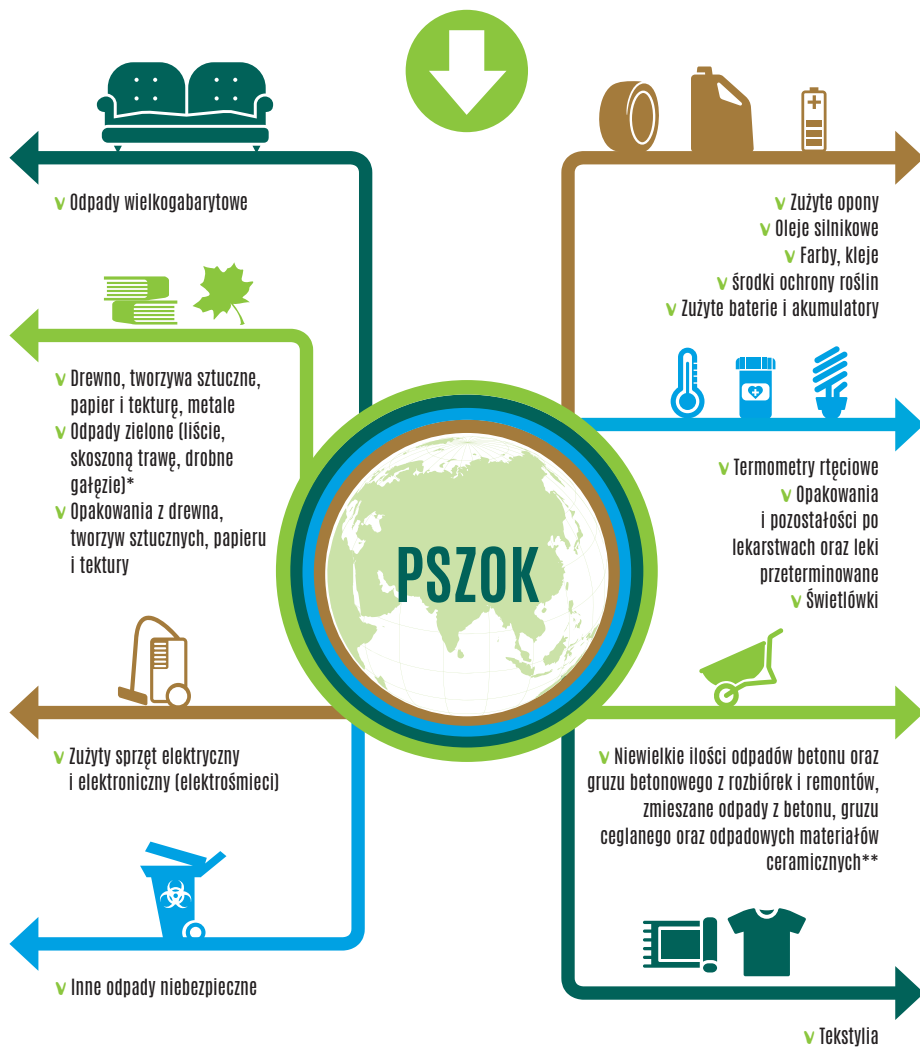 Odpady wielkogabarytowe
Drewno, tworzywa sztuczne,
papier i tekturę, metale
Odpady zielone (liście,
skoszoną trawę, drobne
gałęzie)*
Opakowania z drewna,
tworzyw sztucznych, papieru
i tektury
Zużyty sprzęt elektryczny
i elektroniczny (elektrośmieci)
Inne odpady niebezpieczne
PSZOK
Zużyte opony
Oleje silnikowe
Farby, kleje
środki ochrony roślin
Zużyte baterie i akumulatory
Termometry rtęciowe
Opakowania
i pozostałości po
lekarstwach oraz leki
przeterminowane
Świetlówki
Niewielkie ilości odpadów betonu oraz
gruzu betonowego z rozbiórek i remontów,
zmieszane odpady z betonu, gruzu
ceglanego oraz odpadowych materiałów
ceramicznych**
Tekstylia